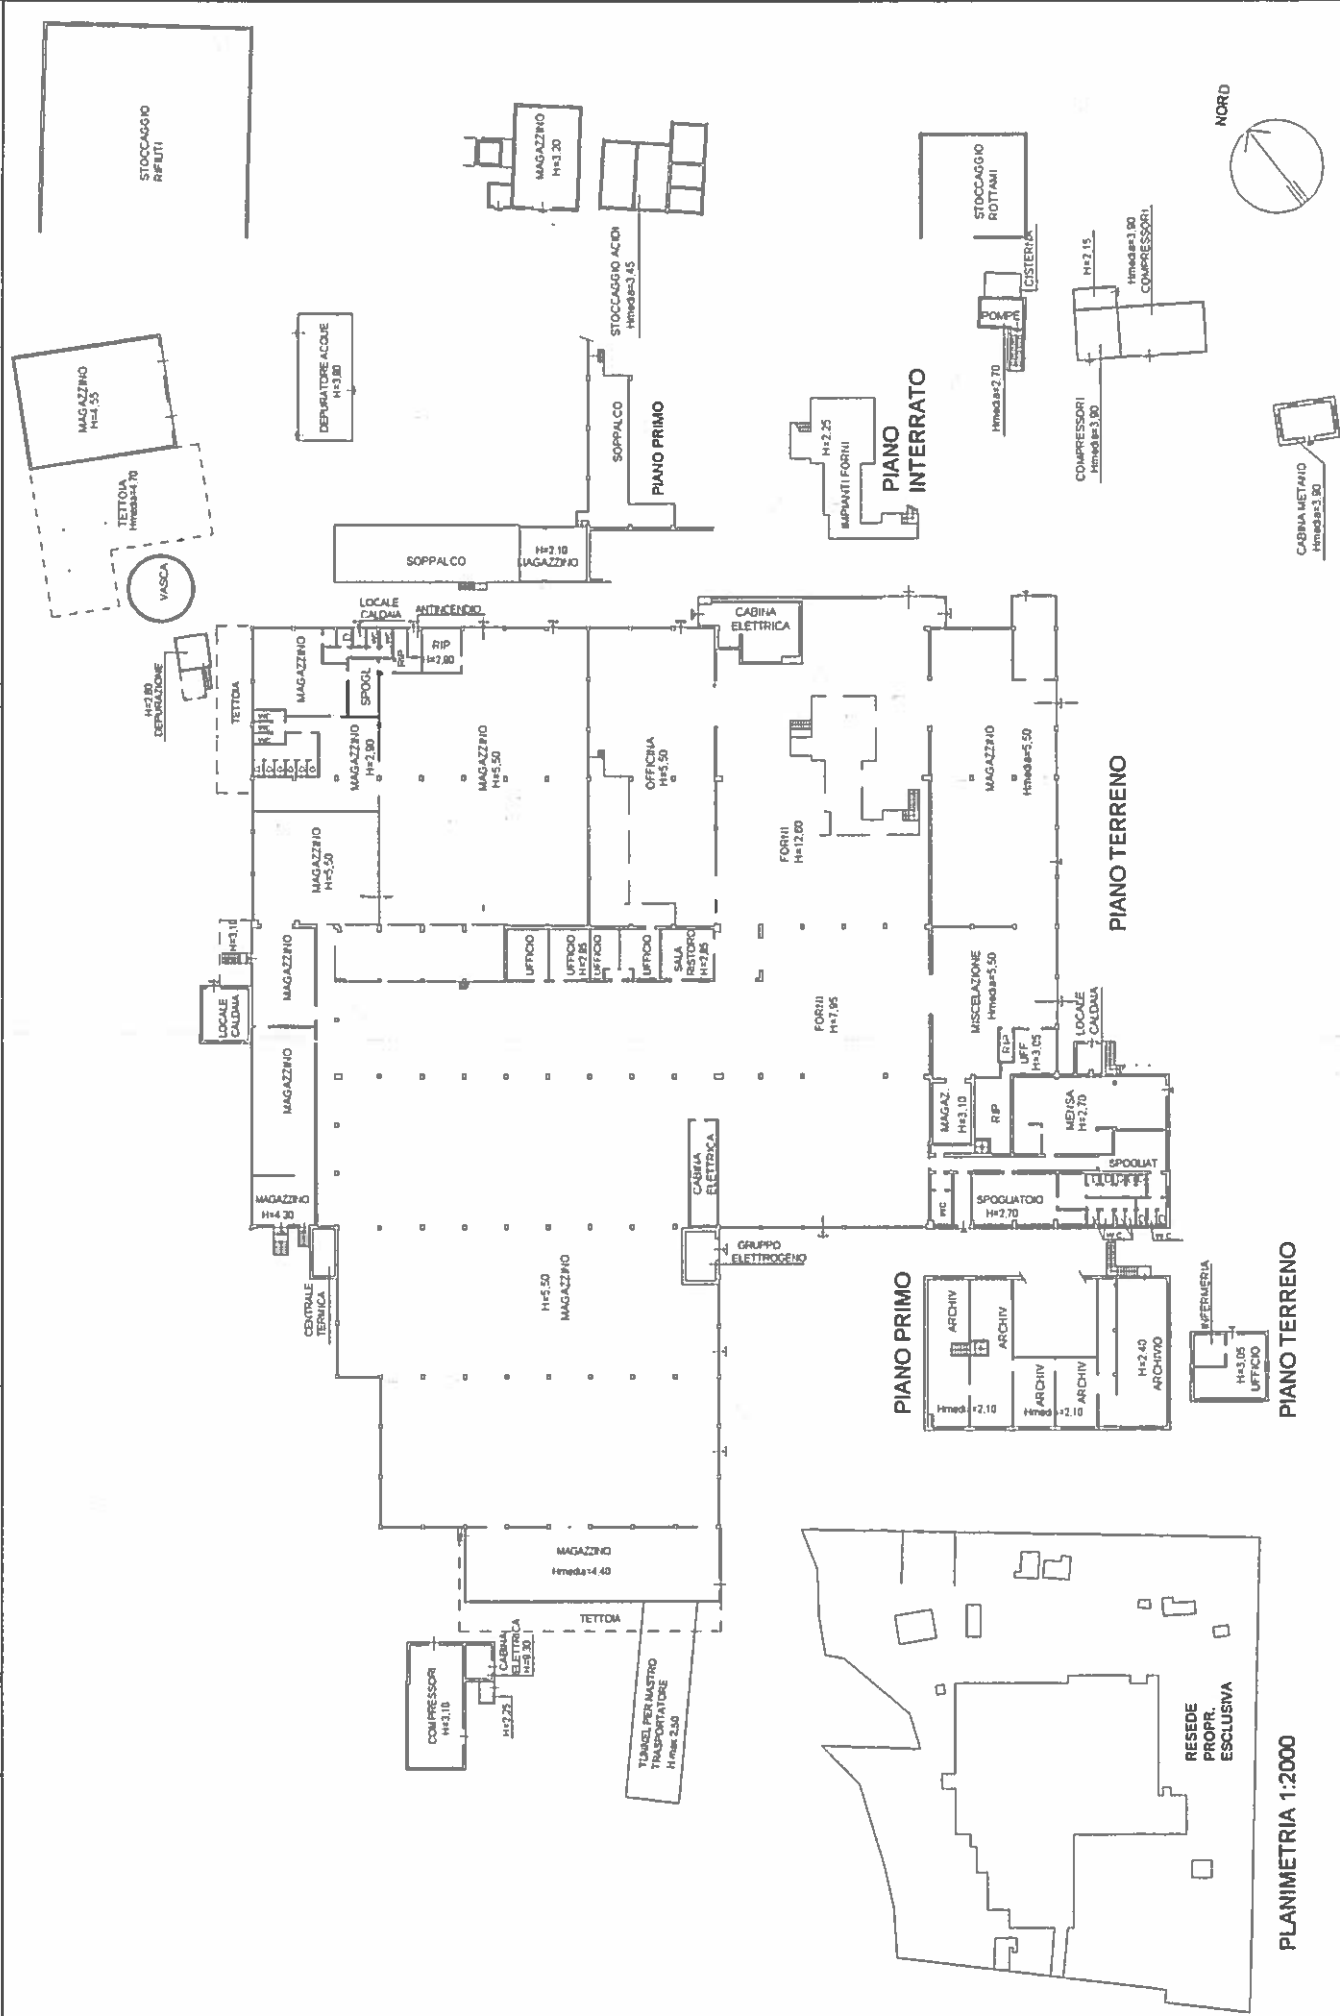 STOCCAGGIO
RIFIUTI
MAGAZZINO
H=4.55
TETTOIA
Hmedia=4.70
VASCA
DEPURATORE ACQUE
H=3.80
MAGAZZINO
H=3.20
STOCCAGGIO ACIDI
Hmedia=3.45
NORD
STOCCAGGIO
ROTTAMI
CISTERNA
POMPE
Hmedia=2.70
H=2.15
Hmedia=3.90
COMPRESSORI
COMPRESSORI
Hmedia=3.90
CABINA METANO
Hmedia=3.90
SOPPALCO
PIANO PRIMO
SOPPALCO
H=2.10
MAGAZZINO
H=2.25
IMPIANTI FORNI
PIANO
INTERRATO
H=2.80
DEPURAZIONE
TETTOIA
LOCALE
CALDAIA
ANTINCENDIO
MAGAZZINO
SPOGL.
RIP
RIP
H=2,80
MAGAZZINO
H=2,90
MAGAZZINO
H=5,50
MAGAZZINO
H=5,50
OFFICINA
H=5,50
CABINA
ELETTRICA
FORNI
H=12,60
MAGAZZINO
Hmedia=5,50
PIANO TERRENO
H=3,10
LOCALE
CALDAIA
MAGAZZINO
MAGAZZINO
MAGAZZINO
H=4.30
UFFICIO
UFFICIO
H=2,85
UFFICIO
UFFICIO
SALA
RISTORO
H=2,85
FORNI
H=7,95
MISCELAZIONE
Hmedia=5,50
RIP
UFF
H=3,05
LOCALE
CALDAIA
MAGAZ.
H=3,10
RIP
MENSA
H=2,70
SPOGLIAT
SPOGLIATOIO
H=2,70
WC
W.C.
W.C.
CABINA
ELETTRICA
GRUPPO
ELETTROGENO
CENTRALE
TERMICA
H=5,50
MAGAZZINO
PIANO PRIMO
ARCHIV
ARCHIV
Hmedia=2,10
ARCHIV
ARCHIV
Hmedia=2,10
H=2,40
ARCHIVIO
INFERMERIA
H=3,05
UFFICIO
PIANO TERRENO
MAGAZZINO
Hmedia=4.40
TETTOIA
COMPRESSORI
H=3,10
CABINA
ELETTRICA
H=9.30
H=2,25
TUNNEL PER NASTRO
TRASPORTATORE
H max 2,50
RESEDE
PROPR.
ESCLUSIVA
PLANIMETRIA 1:2000